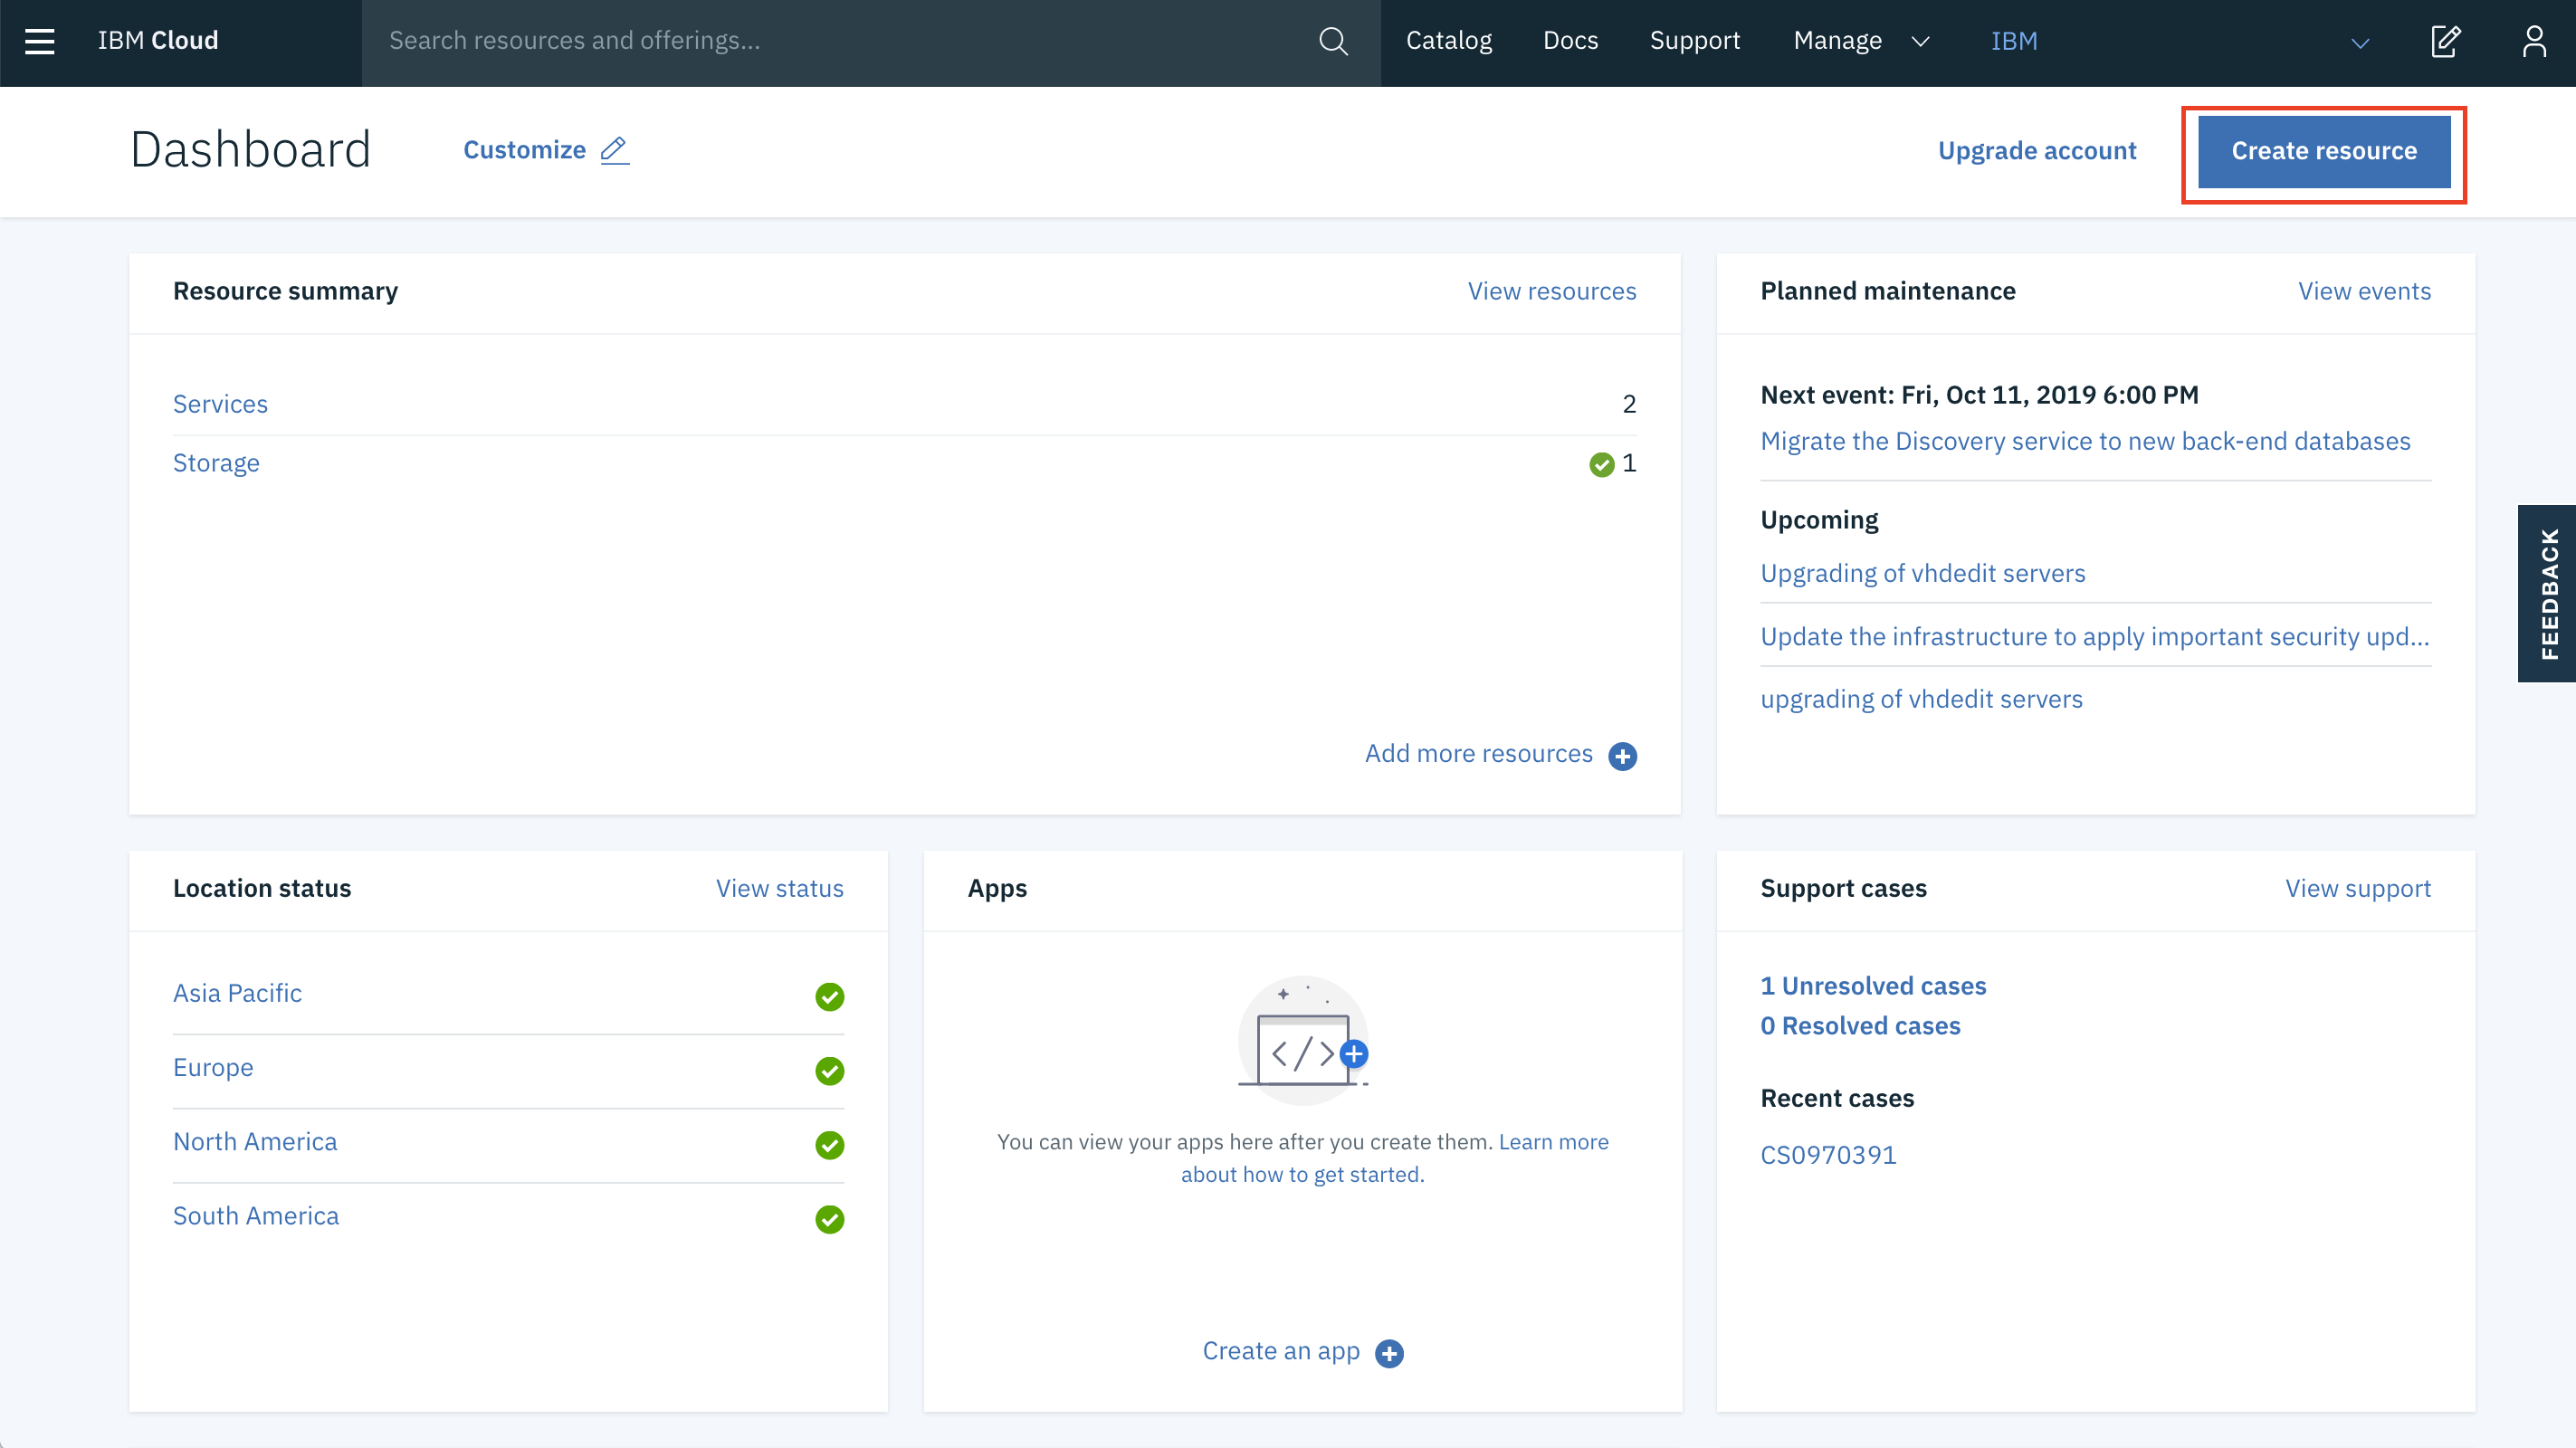 IBM Cloud
Search resources and offerings...
Catalog
Docs
Support
Manage
IBM
Dashboard
Customize
Upgrade account
Create resource
Resource summary
View resources
Services
2
Storage
1
Add more resources
Planned maintenance
View events
Next event: Fri, Oct 11, 2019 6:00 PM
Migrate the Discovery service to new back-end databases
Upcoming
Upgrading of vhdedit servers
Update the infrastructure to apply important security upd...
upgrading of vhdedit servers
FEEDBACK
Location status
View status
Asia Pacific
Europe
North America
South America
Apps
</>
You can view your apps here after you create them. Learn more
about how to get started.
Create an app
Support cases
View support
1 Unresolved cases
0 Resolved cases
Recent cases
CS0970391